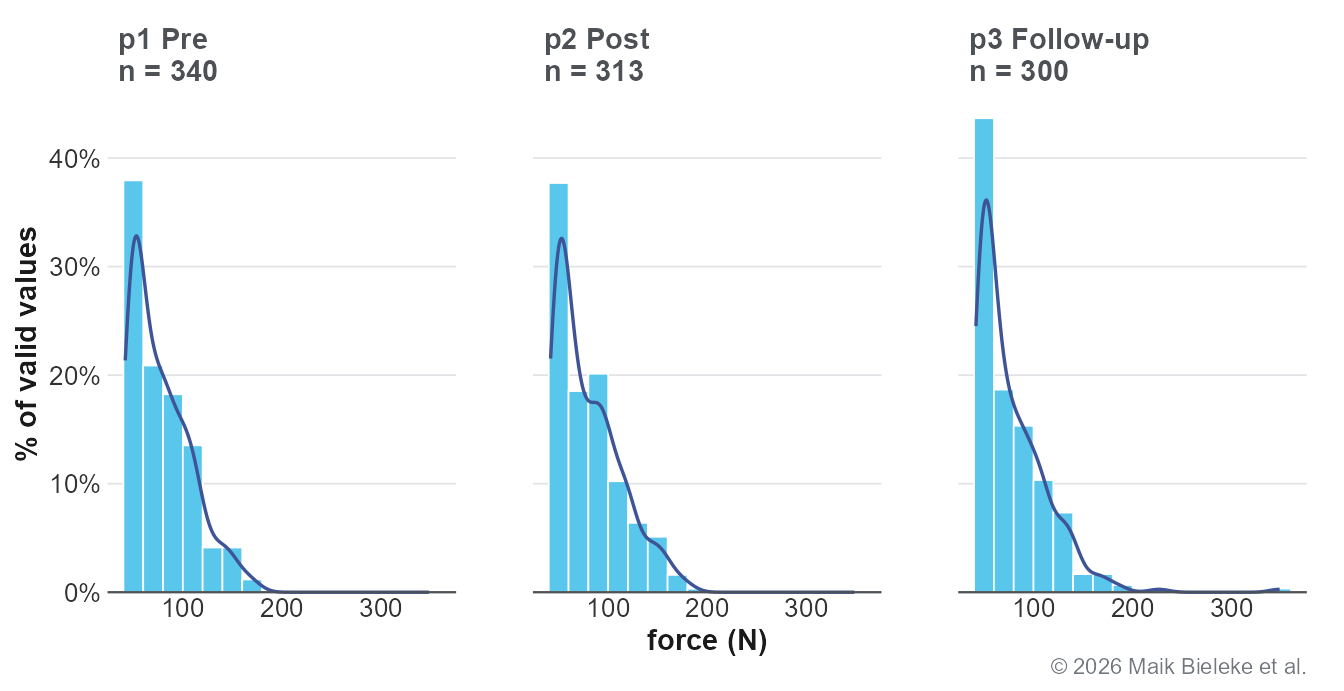 p1 Pre
n = 340
p2 Post
n = 313
p3 Follow-up
n = 300
% of valid values
40%
30%
20%
10%
0%
100 200 300
100 200 300
100 200 300
force (N)
© 2026 Maik Bieleke et al.